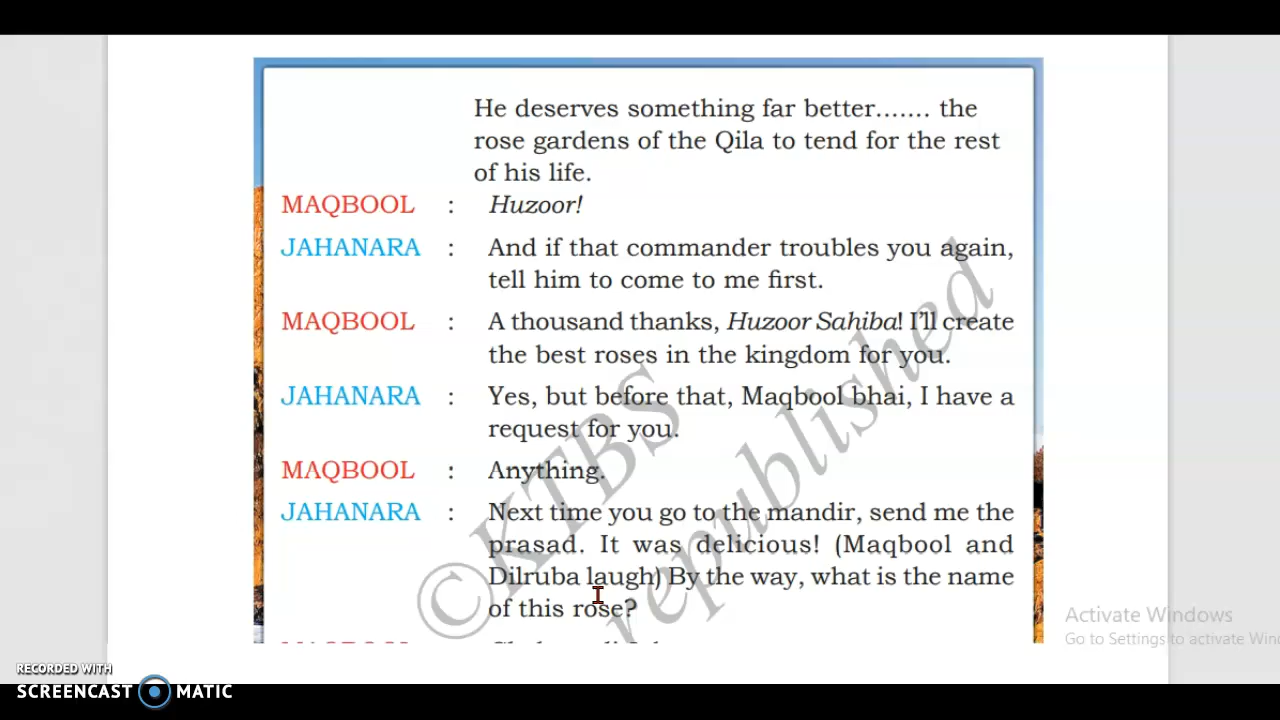 He deserves something far better....... the
rose gardens of the Qila to tend for the rest
of his life.
MAQBOOL : Huzoor!
JAHANARA : And if that commander troubles you again,
tell him to come to me first.
MAQBOOL : A thousand thanks, Huzoor Sahiba! I'll create
the best roses in the kingdom for you.
JAHANARA : Yes, but before that, Maqbool bhai, I have a
request for you.
MAQBOOL : Anything.
JAHANARA : Next time you go to the mandir, send me the
prasad. It was delicious! (Maqbool and
Dilruba laugh) By the way, what is the name
of this rose?
©KTBS
republished
Activate Windows
Go to Settings to activate Win
RECORDED WITH
SCREENCAST MATIC